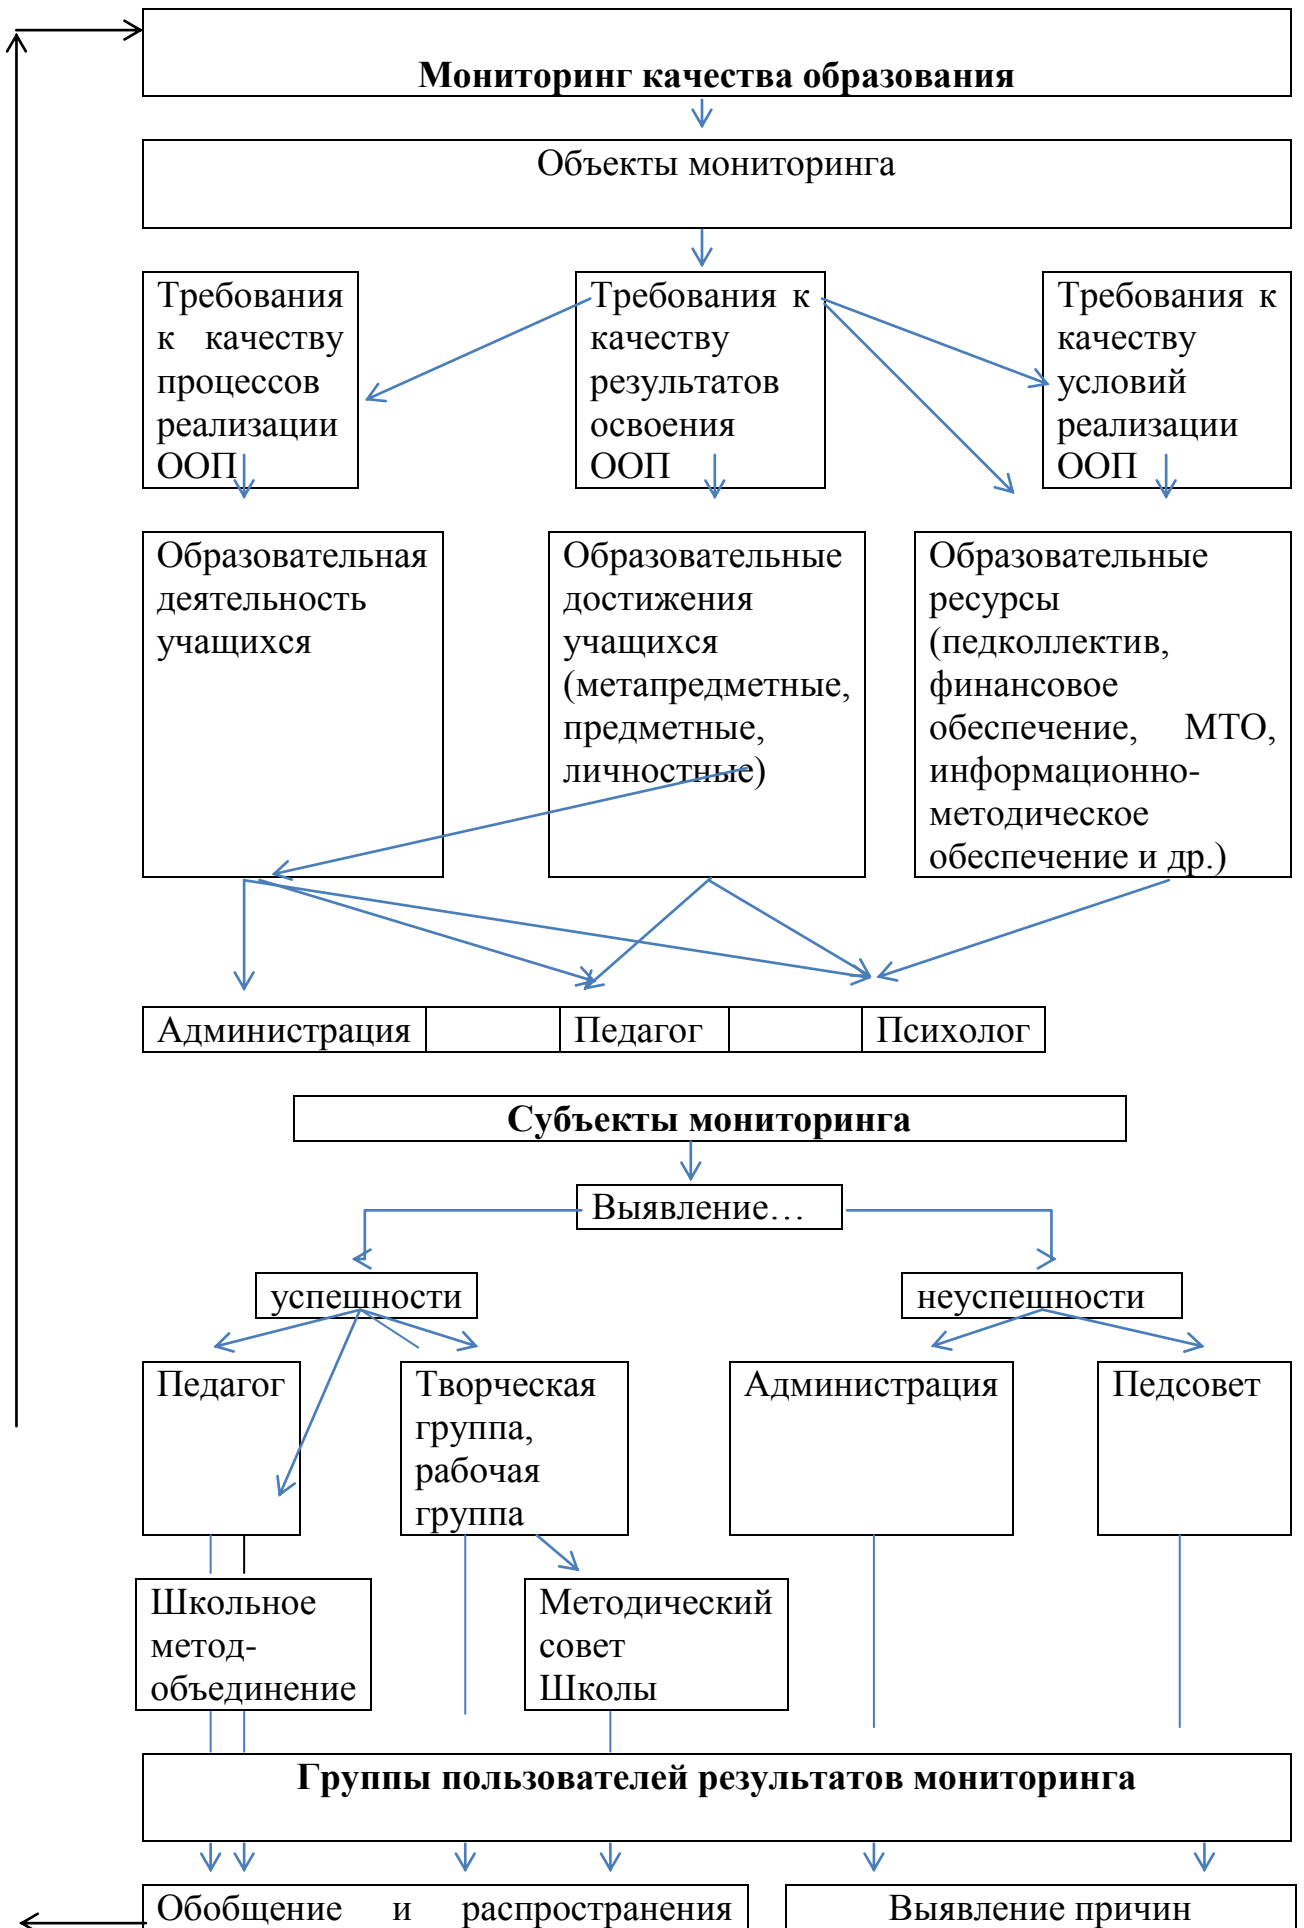 Мониторинг качества образования
Объекты мониторинга
Требования
к качеству
процессов
реализации
ООП
Требования к
качеству
результатов
освоения
ООП
Требования к
качеству
условий
реализации
ООП
Образовательная
деятельность
учащихся
Образовательные
достижения
учащихся
(метапредметные,
предметные,
личностные)
Образовательные
ресурсы
(педколлектив,
финансовое
обеспечение, МТО,
информационно-
методическое
обеспечение и др.)
Администрация
Педагог
Психолог
Субъекты мониторинга
Выявление…
успешности
неуспешности
Педагог
Творческая
группа,
рабочая
группа
Администрация
Педсовет
Школьное
метод-
объединение
Методический
совет
Школы
Группы пользователей результатов мониторинга
Обобщение и распространения
Выявление причин